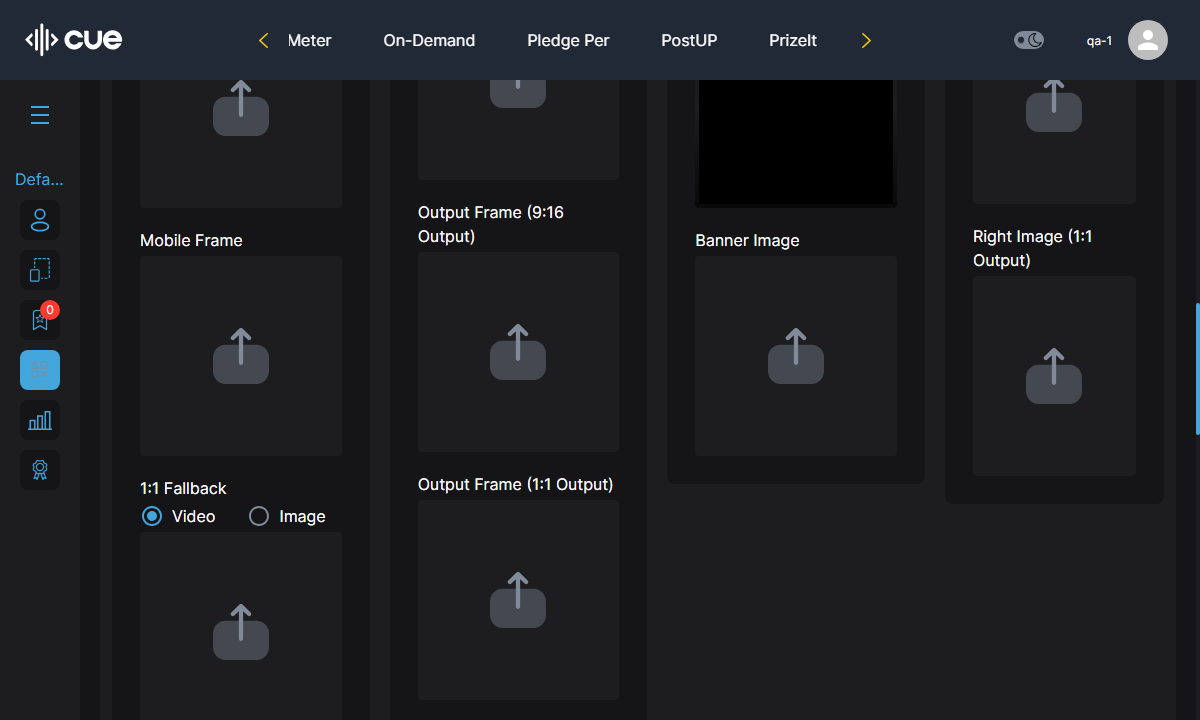 cue
Meter
On-Demand
Pledge Per
PostUP
PrizeIt
qa-1
Defa...
0
Mobile Frame
1:1 Fallback
Video
Image
Output Frame (9:16
Output)
Output Frame (1:1 Output)
Banner Image
Right Image (1:1
Output)